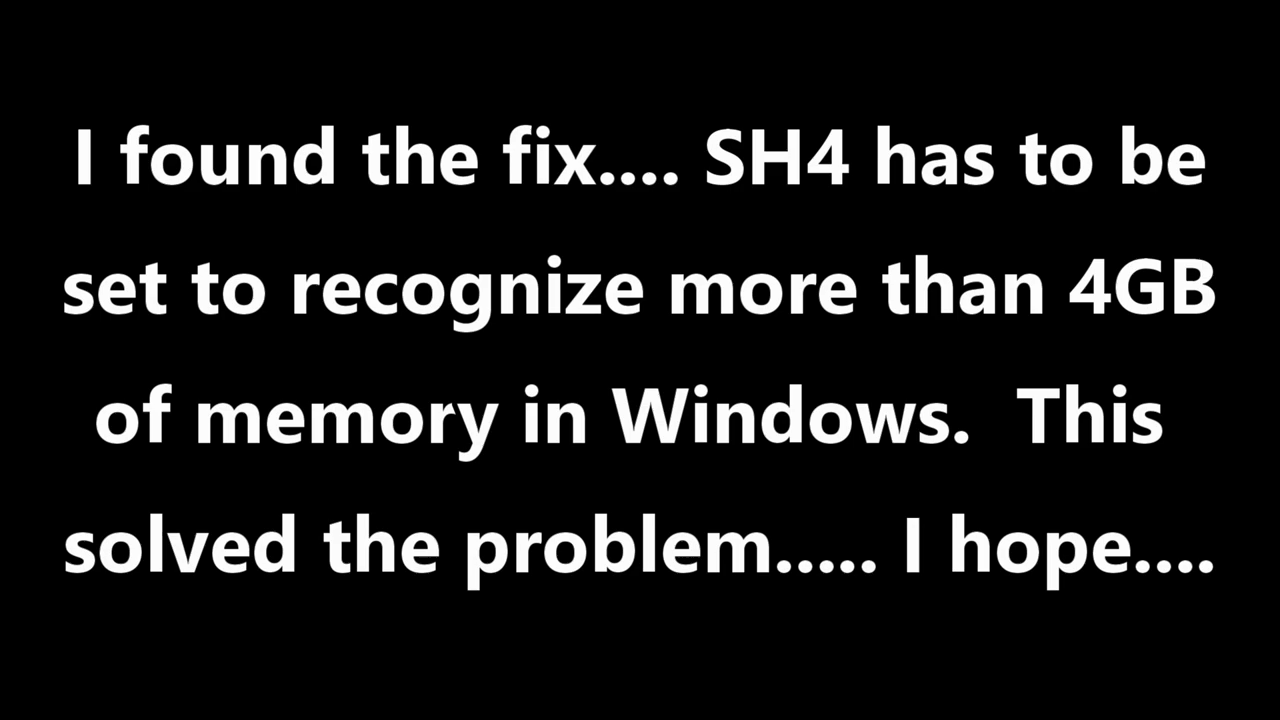 I found the fix.... SH4 has to be
set to recognize more than 4GB
of memory in Windows.  This
solved the problem..... I hope....